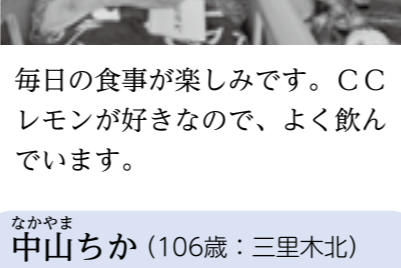 毎日の食事が楽しみです。ＣＣ
レモンが好きなので、よく飲ん
でいます。
なかやま
中山ちか（106歳：三里木北）